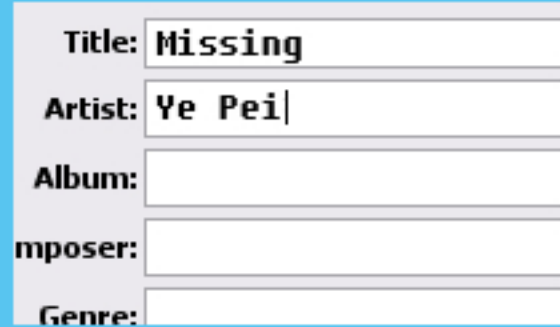 Title: Missing
Artist: Ye Pei
Album:
mposer:
Genre: